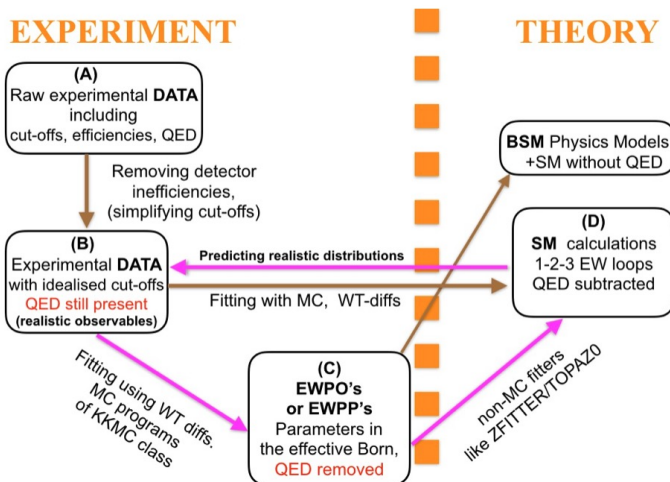 EXPERIMENT
THEORY
(A)
Raw experimental DATA
including
cut-offs, efficiencies, QED
Removing detector
inefficiencies,
(simplifying cut-offs)
BSM Physics Models
+SM without QED
(B)
Experimental DATA
with idealised cut-offs
QED still present
(realistic observables)
Predicting realistic distributions
Fitting with MC, WT-diffs
(D)
SM calculations
1-2-3 EW loops
QED subtracted
Fitting using WT diffs.
MC programs
of KKMC class
(C)
EWPO's
or EWPP's
Parameters in
the effective Born,
QED removed
non-MC fitters
like ZFITTER/TOPAZ0